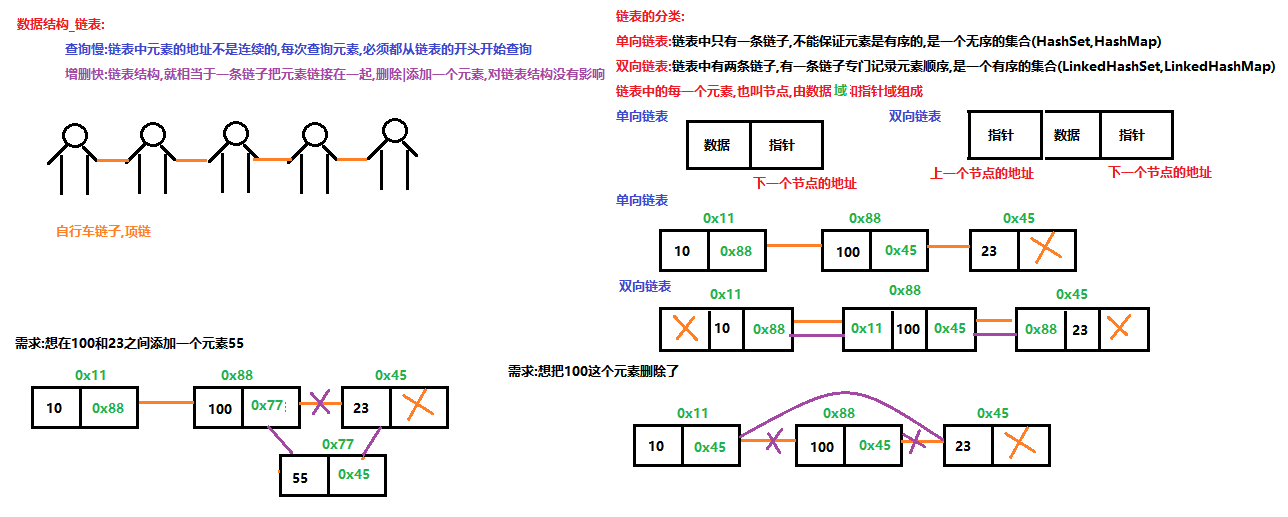 数据结构_链表:
查询慢:链表中元素的地址不是连续的,每次查询元素,必须都从链表的开头开始查询
增删快:链表结构,就相当于一条链子把元素链接在一起,删除|添加一个元素,对链表结构没有影响
自行车链子,项链
链表的分类:
单向链表:链表中只有一条链子,不能保证元素是有序的,是一个无序的集合(HashSet,HashMap)
双向链表:链表中有两条链子,有一条链子专门记录元素顺序,是一个有序的集合(LinkedHashSet,LinkedHashMap)
链表中的每一个元素,也叫节点,由数据域和指针域组成
单向链表
双向链表
数据 指针
指针 数据 指针
下一个节点的地址
上一个节点的地址 下一个节点的地址
单向链表
0x11 0x88 0x45
10 0x88 100 0x45 23
双向链表
0x11 0x88 0x45
10 0x88 0x11 100 0x45 0x88 23
需求:想在100和23之间添加一个元素55
0x11 0x88 0x45
10 0x88 100 0x77 23
0x77
55 0x45
需求:想把100这个元素删除了
0x11 0x88 0x45
10 0x45 100 0x45 23